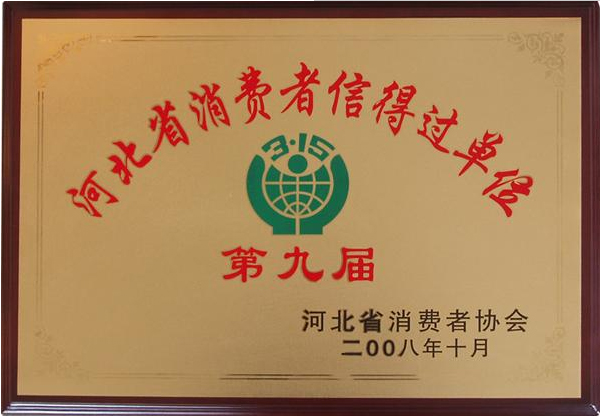 河北省消费者信得过单位
3·15
第九届
河北省消费者协会
二00八年十月